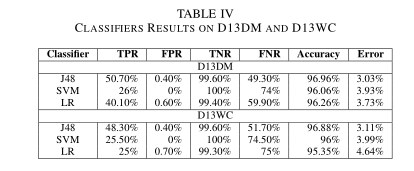 TABLE IV
CLASSIFIERS RESULTS ON D13DM AND D13WC
Classifier TPR FPR TNR FNR Accuracy Error
D13DM
J48 50.70% 0.40% 99.60% 49.30% 96.96% 3.03%
SVM 26% 0% 100% 74% 96.06% 3.93%
LR 40.10% 0.60% 99.40% 59.90% 96.26% 3.73%
D13WC
J48 48.30% 0.40% 99.60% 51.70% 96.88% 3.11%
SVM 25.50% 0% 100% 74.50% 96% 3.99%
LR 25% 0.70% 99.30% 75% 95.35% 4.64%